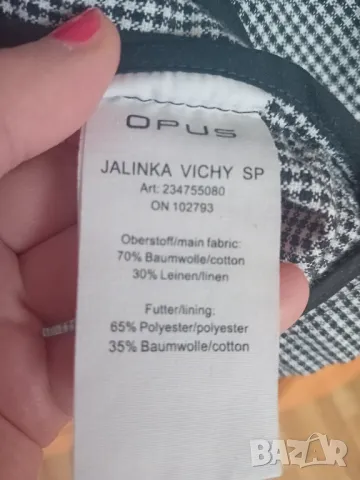 OPUS
JALINKA VICHY SP
Art: 234755080
ON 102793
Oberstoff/main fabric:
70% Baumwolle/cotton
30% Leinen/linen
Futter/lining:
65% Polyester/polyester
35% Baumwolle/cotton
BAZAR